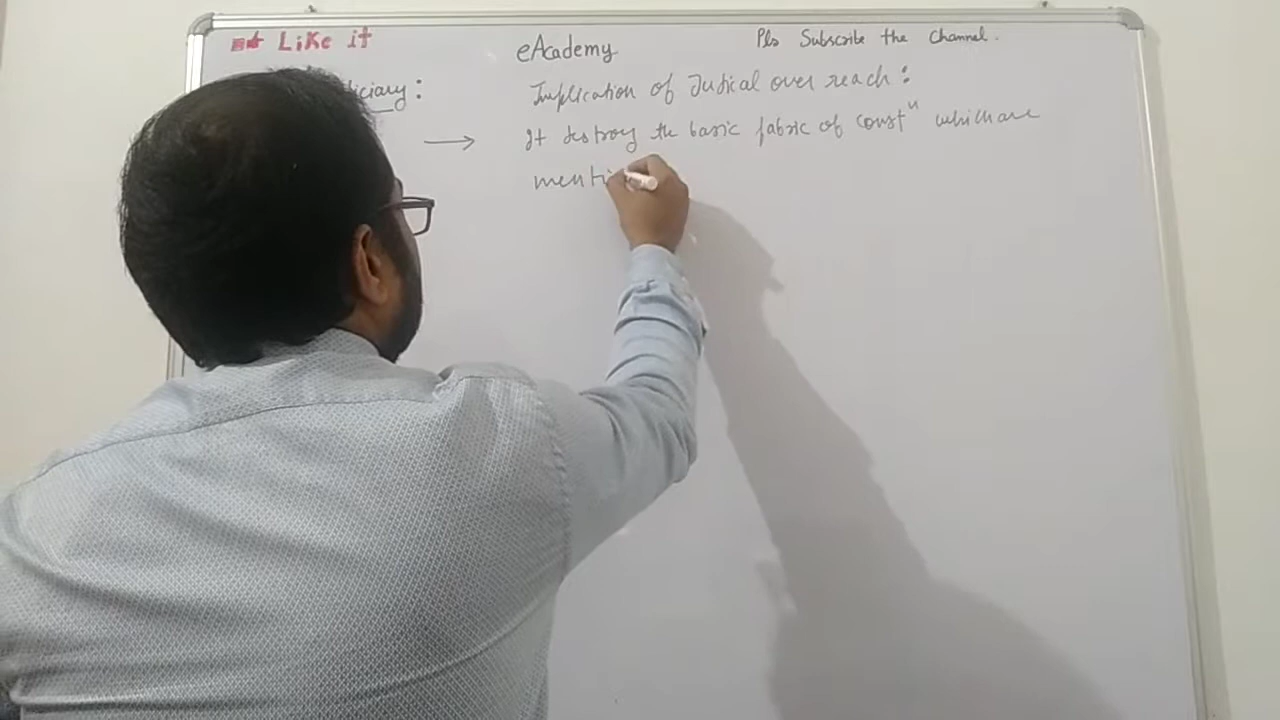 Like it
eAcademy
Pls Subscribe the channel.
diciary:
Implication of Judical over reach:
→ It destroy the basic fabric of constⁿ which are
menti